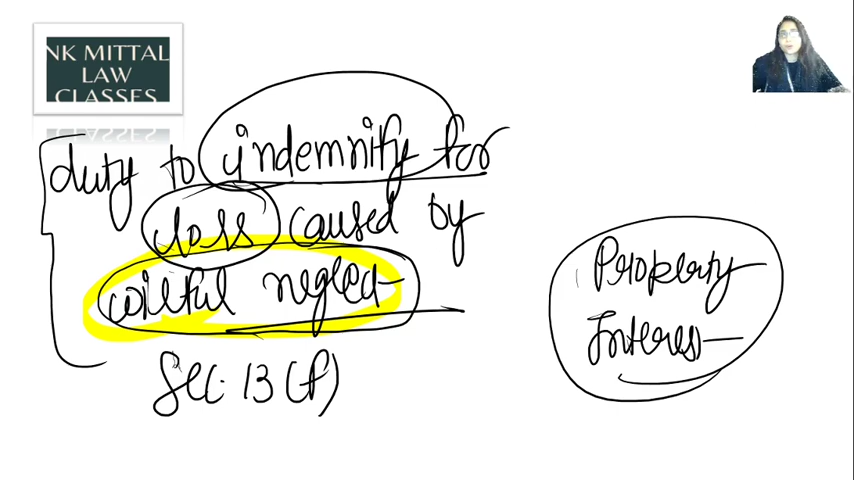 NK MITTAL
LAW
CLASSES
duty to indemnify for
loss caused by
wilful neglect
Sec. 13 (f)
Property
Interest